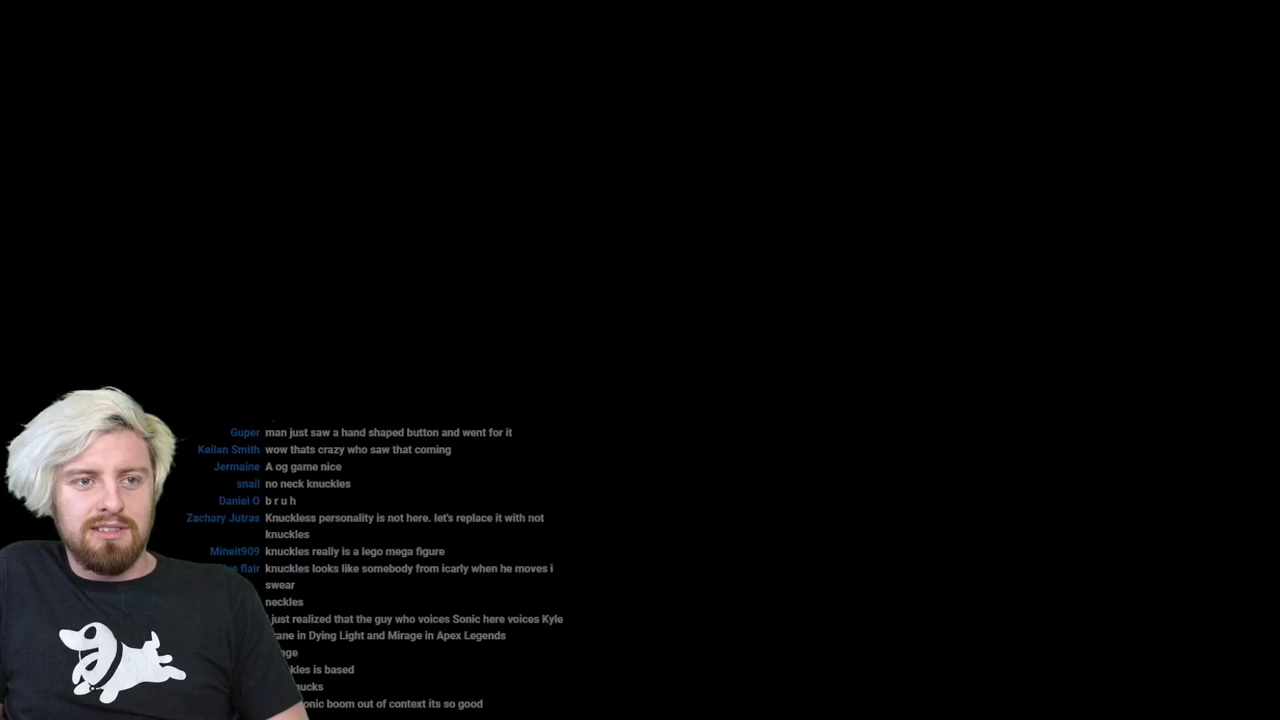 Guper man just saw a hand shaped button and went for it
Keilan Smith wow thats crazy who saw that coming
Jermaine A og game nice
snail no neck knuckles
Daniel O b r u h
Zachary Jutras Knuckless personality is not here. let's replace it with not
knuckles
Mineit909 knuckles really is a lego mega figure
flair knuckles looks like somebody from icarly when he moves i
swear
neckles
just realized that the guy who voices Sonic here voices Kyle
in Dying Light and Mirage in Apex Legends
is based
out of context its so good